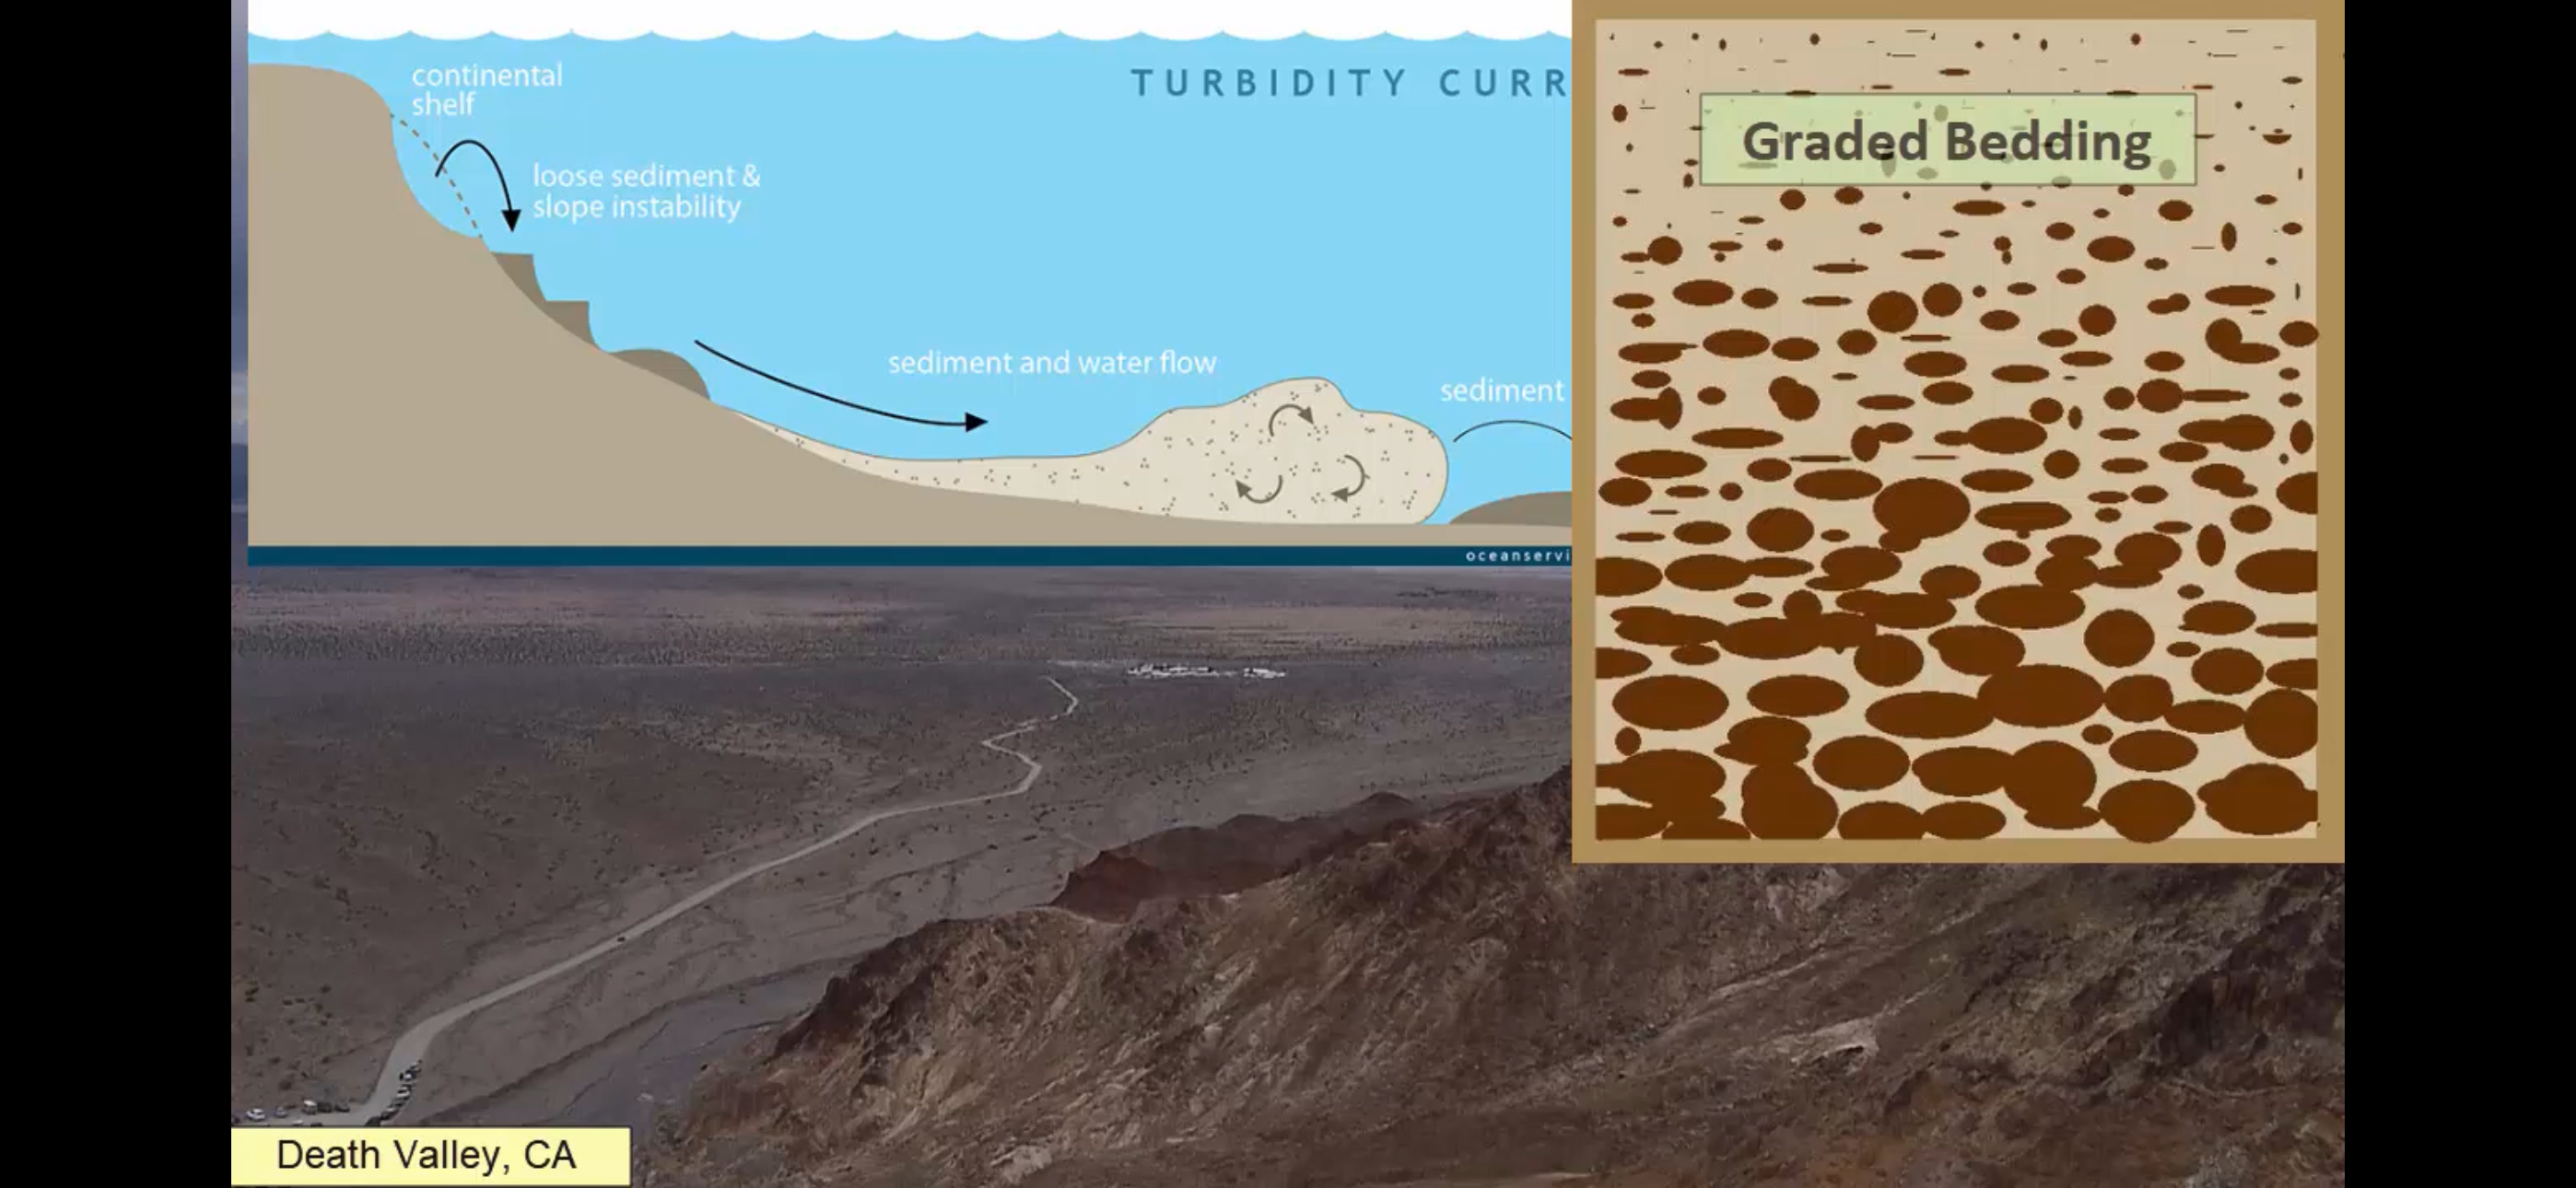 continental
shelf
TURBIDITY CURR
loose sediment &
slope instability
sediment and water flow
sediment
oceanservi
Graded Bedding
Death Valley, CA